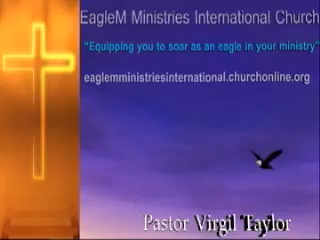 EagleM Ministries International Church
"Equipping you to soar as an eagle in your ministry"
eaglemministriesinternational.churchonline.org
Pastor Virgil Taylor